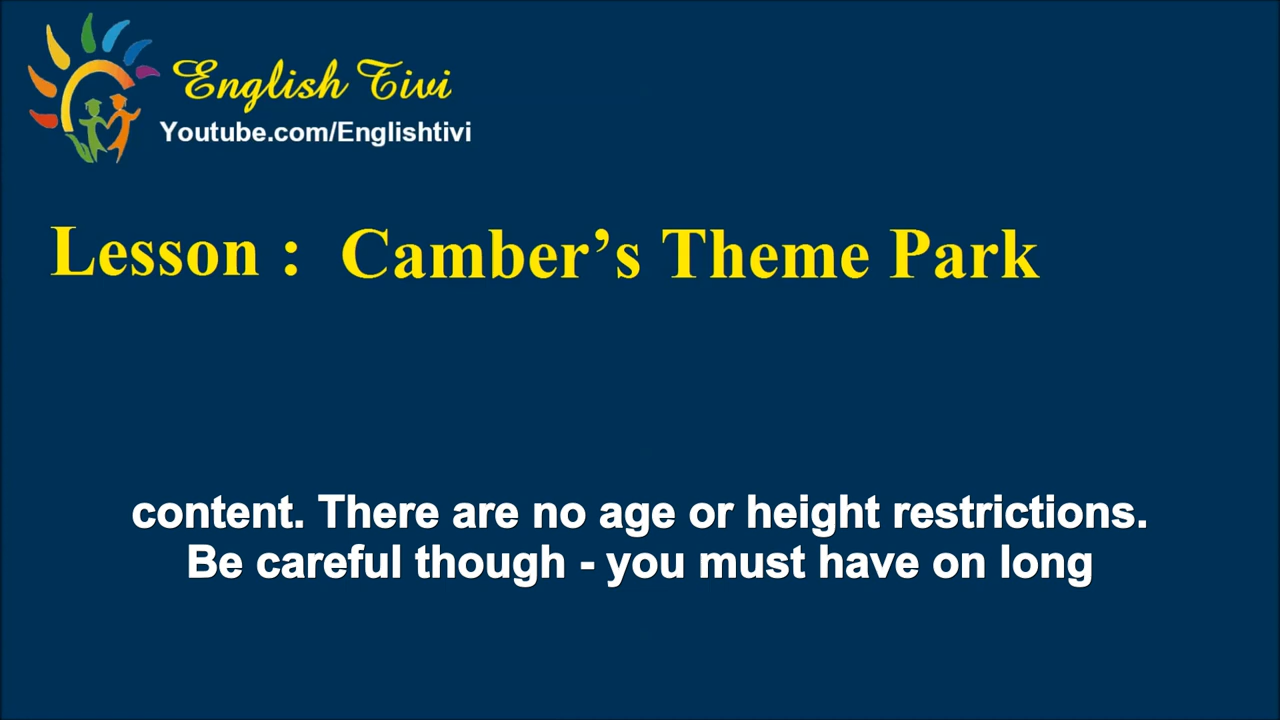 English Tivi
Youtube.com/Englishtivi
Lesson : Camber’s Theme Park
content. There are no age or height restrictions.
Be careful though - you must have on long